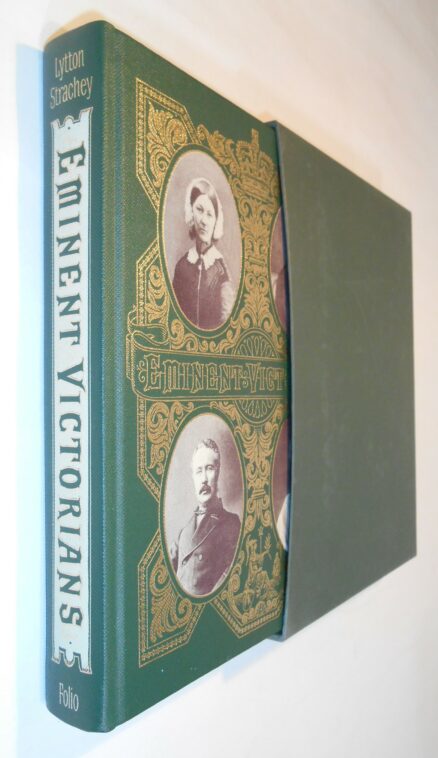 Lytton
Strachey
EMINENT VICTORIANS
Folio
EMINENT VICT